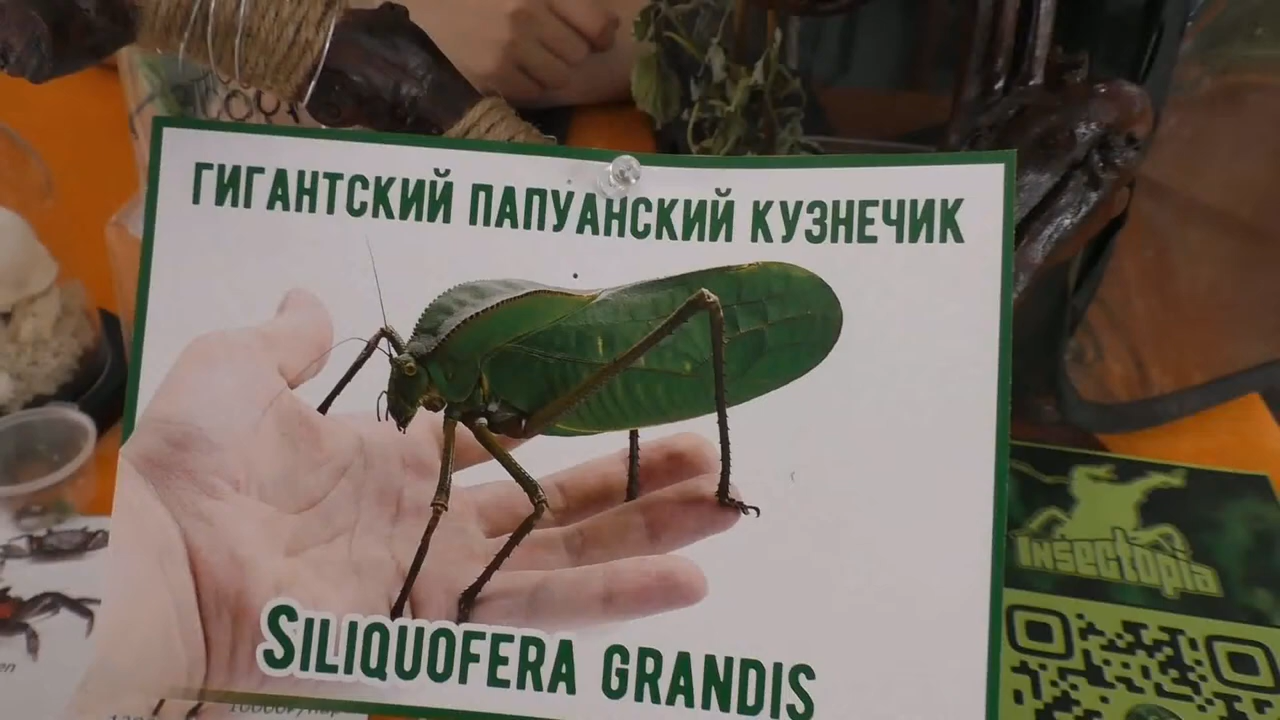 ГИГАНТСКИЙ ПАПУАНСКИЙ КУЗНЕЧИК
SILIQUOFERA GRANDIS
Insectopia